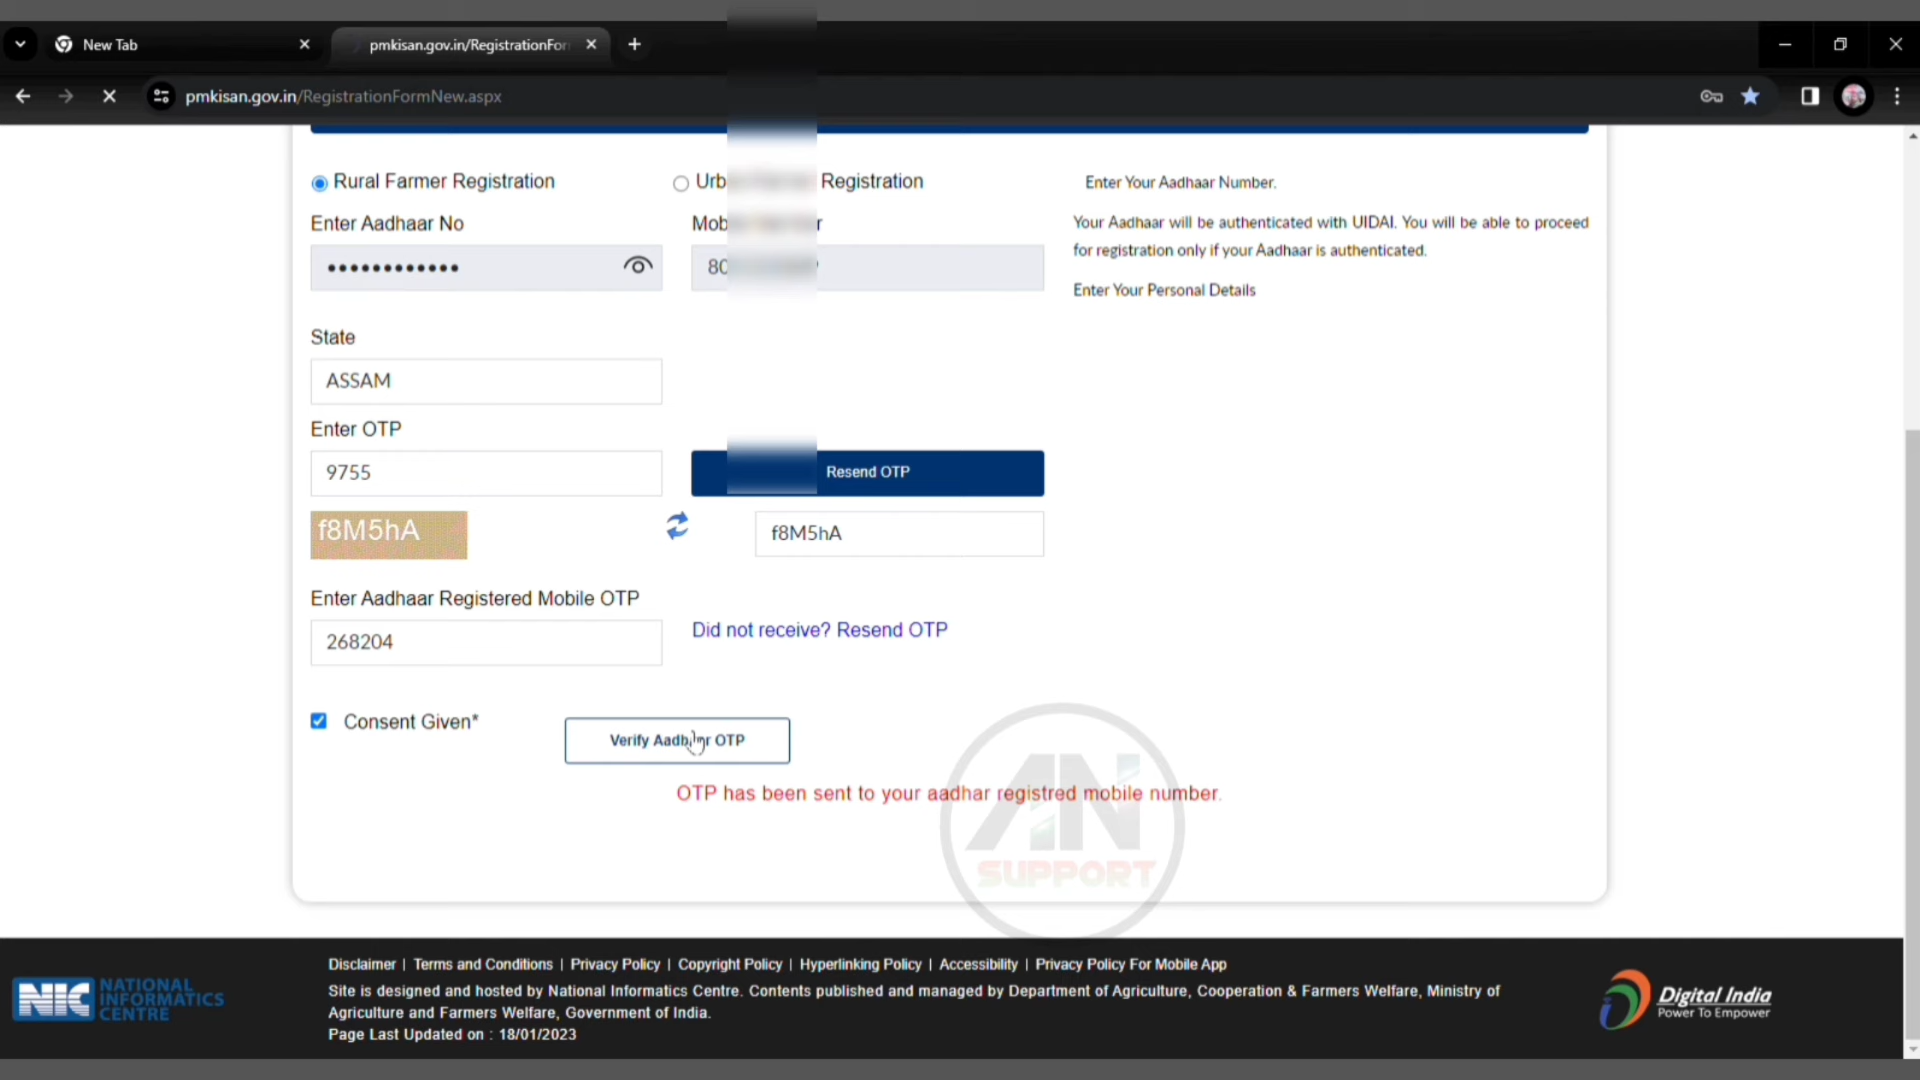 New Tab
pmkisan.gov.in/RegistrationFor
pmkisan.gov.in/RegistrationFormNew.aspx
Rural Farmer Registration
Registration
Enter Your Aadhaar Number.
Enter Aadhaar No
Your Aadhaar will be authenticated with UIDAI. You will be able to proceed
for registration only if your Aadhaar is authenticated.
Enter Your Personal Details
State
ASSAM
Enter OTP
9755
Resend OTP
f8M5hA
f8M5hA
Enter Aadhaar Registered Mobile OTP
268204
Did not receive? Resend OTP
Consent Given*
Verify Aadhaar OTP
OTP has been sent to your aadhar registred mobile number.
AN
SUPPORT
NIC NATIONAL
INFORMATICS
CENTRE
Disclaimer | Terms and Conditions | Privacy Policy | Copyright Policy | Hyperlinking Policy | Accessibility | Privacy Policy For Mobile App
Site is designed and hosted by National Informatics Centre. Contents published and managed by Department of Agriculture, Cooperation & Farmers Welfare, Ministry of
Agriculture and Farmers Welfare, Government of India.
Page Last Updated on : 18/01/2023
Digital India
Power To Empower